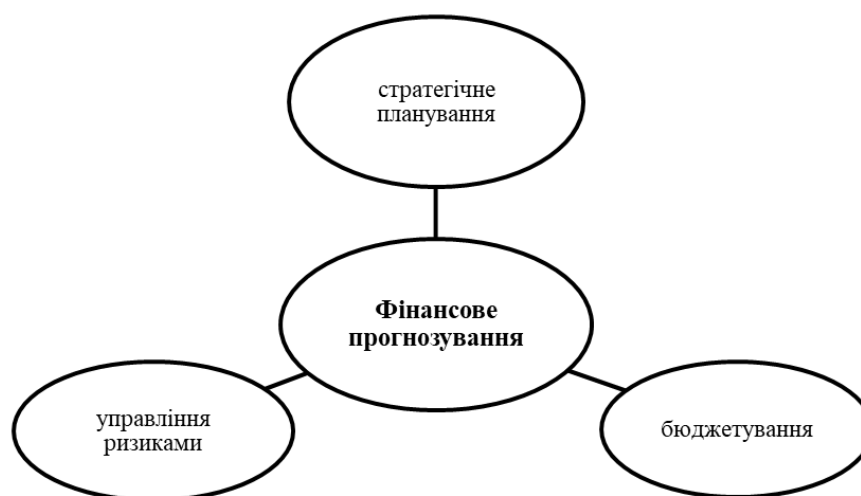 стратегічне
планування
Фінансове
прогнозування
управління
ризиками
бюджетування